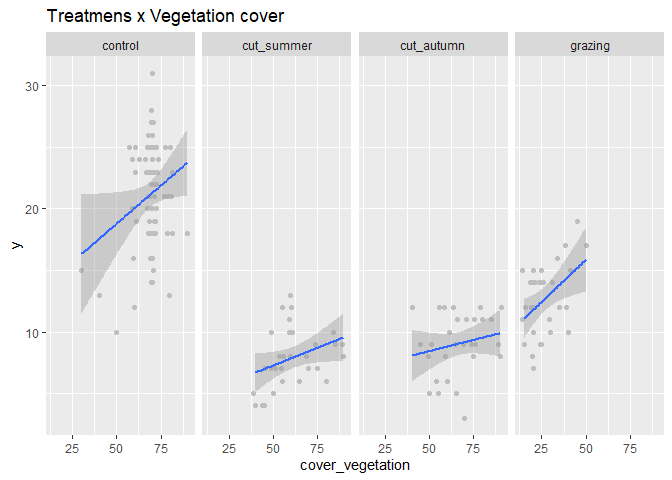 Treatmens x Vegetation cover
control cut_summer cut_autumn grazing
30
20
10
y
25 50 75 25 50 75 25 50 75 25 50 75
cover_vegetation